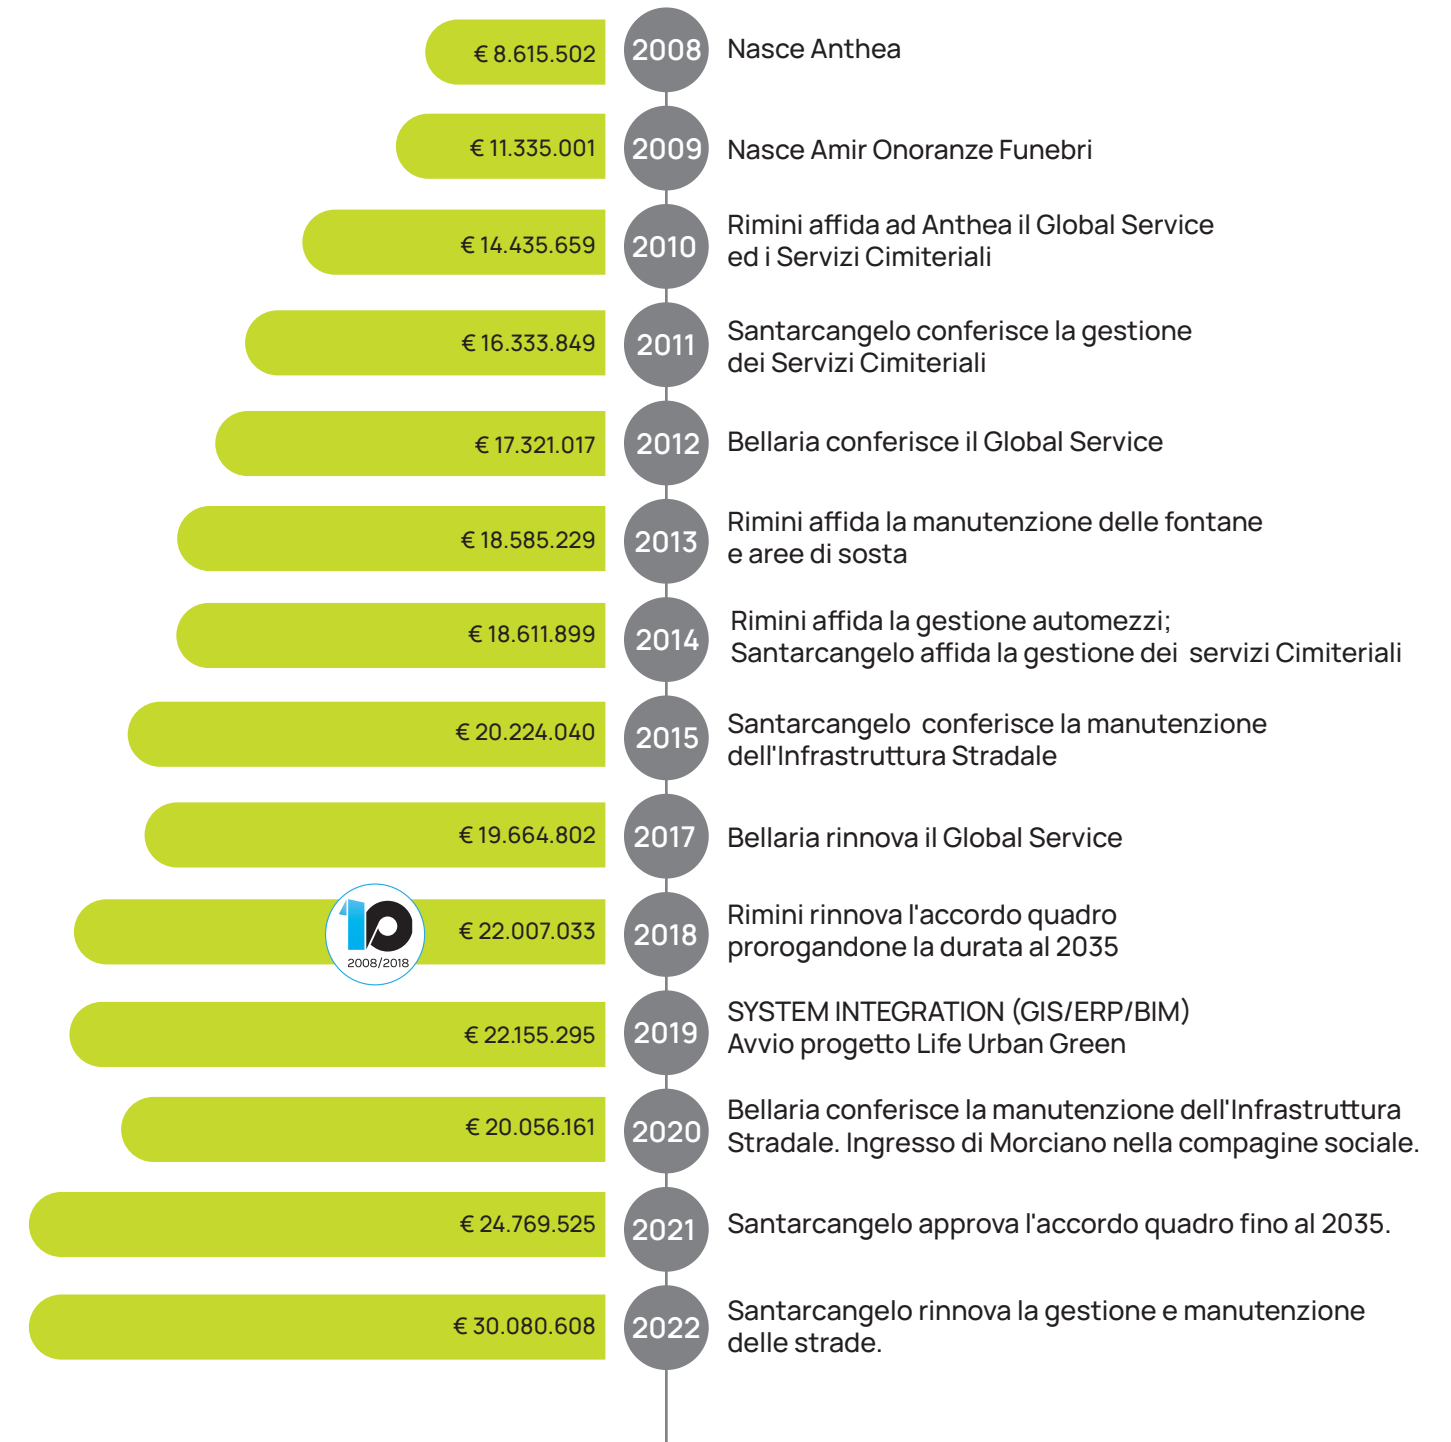 € 8.615.502
2008
Nasce Anthea
€ 11.335.001
2009
Nasce Amir Onoranze Funebri
€ 14.435.659
2010
Rimini affida ad Anthea il Global Service
ed i Servizi Cimiteriali
€ 16.333.849
2011
Santarcangelo conferisce la gestione
dei Servizi Cimiteriali
€ 17.321.017
2012
Bellaria conferisce il Global Service
€ 18.585.229
2013
Rimini affida la manutenzione delle fontane
e aree di sosta
€ 18.611.899
2014
Rimini affida la gestione automezzi;
Santarcangelo affida la gestione dei servizi Cimiteriali
€ 20.224.040
2015
Santarcangelo conferisce la manutenzione
dell'Infrastruttura Stradale
€ 19.664.802
2017
Bellaria rinnova il Global Service
10
2008/2018
€ 22.007.033
2018
Rimini rinnova l'accordo quadro
prorogandone la durata al 2035
€ 22.155.295
2019
SYSTEM INTEGRATION (GIS/ERP/BIM)
Avvio progetto Life Urban Green
€ 20.056.161
2020
Bellaria conferisce la manutenzione dell'Infrastruttura
Stradale. Ingresso di Morciano nella compagine sociale.
€ 24.769.525
2021
Santarcangelo approva l'accordo quadro fino al 2035.
€ 30.080.608
2022
Santarcangelo rinnova la gestione e manutenzione
delle strade.